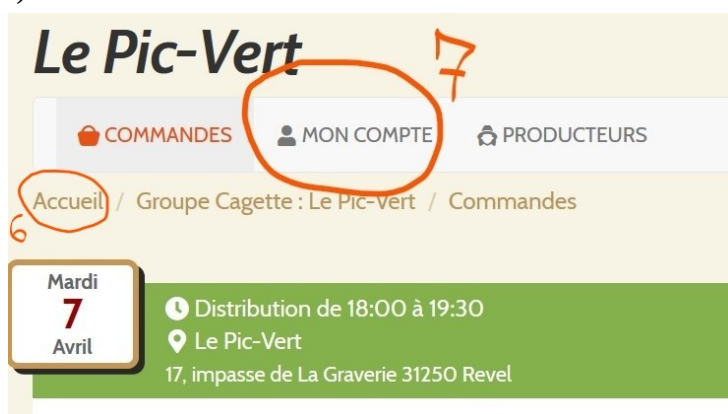 Le Pic-Vert
7
COMMANDES MON COMPTE PRODUCTEURS
Accueil / Groupe Cagette : Le Pic-Vert / Commandes
6
Mardi
7
Avril
Distribution de 18:00 à 19:30
Le Pic-Vert
17, impasse de La Graverie 31250 Revel